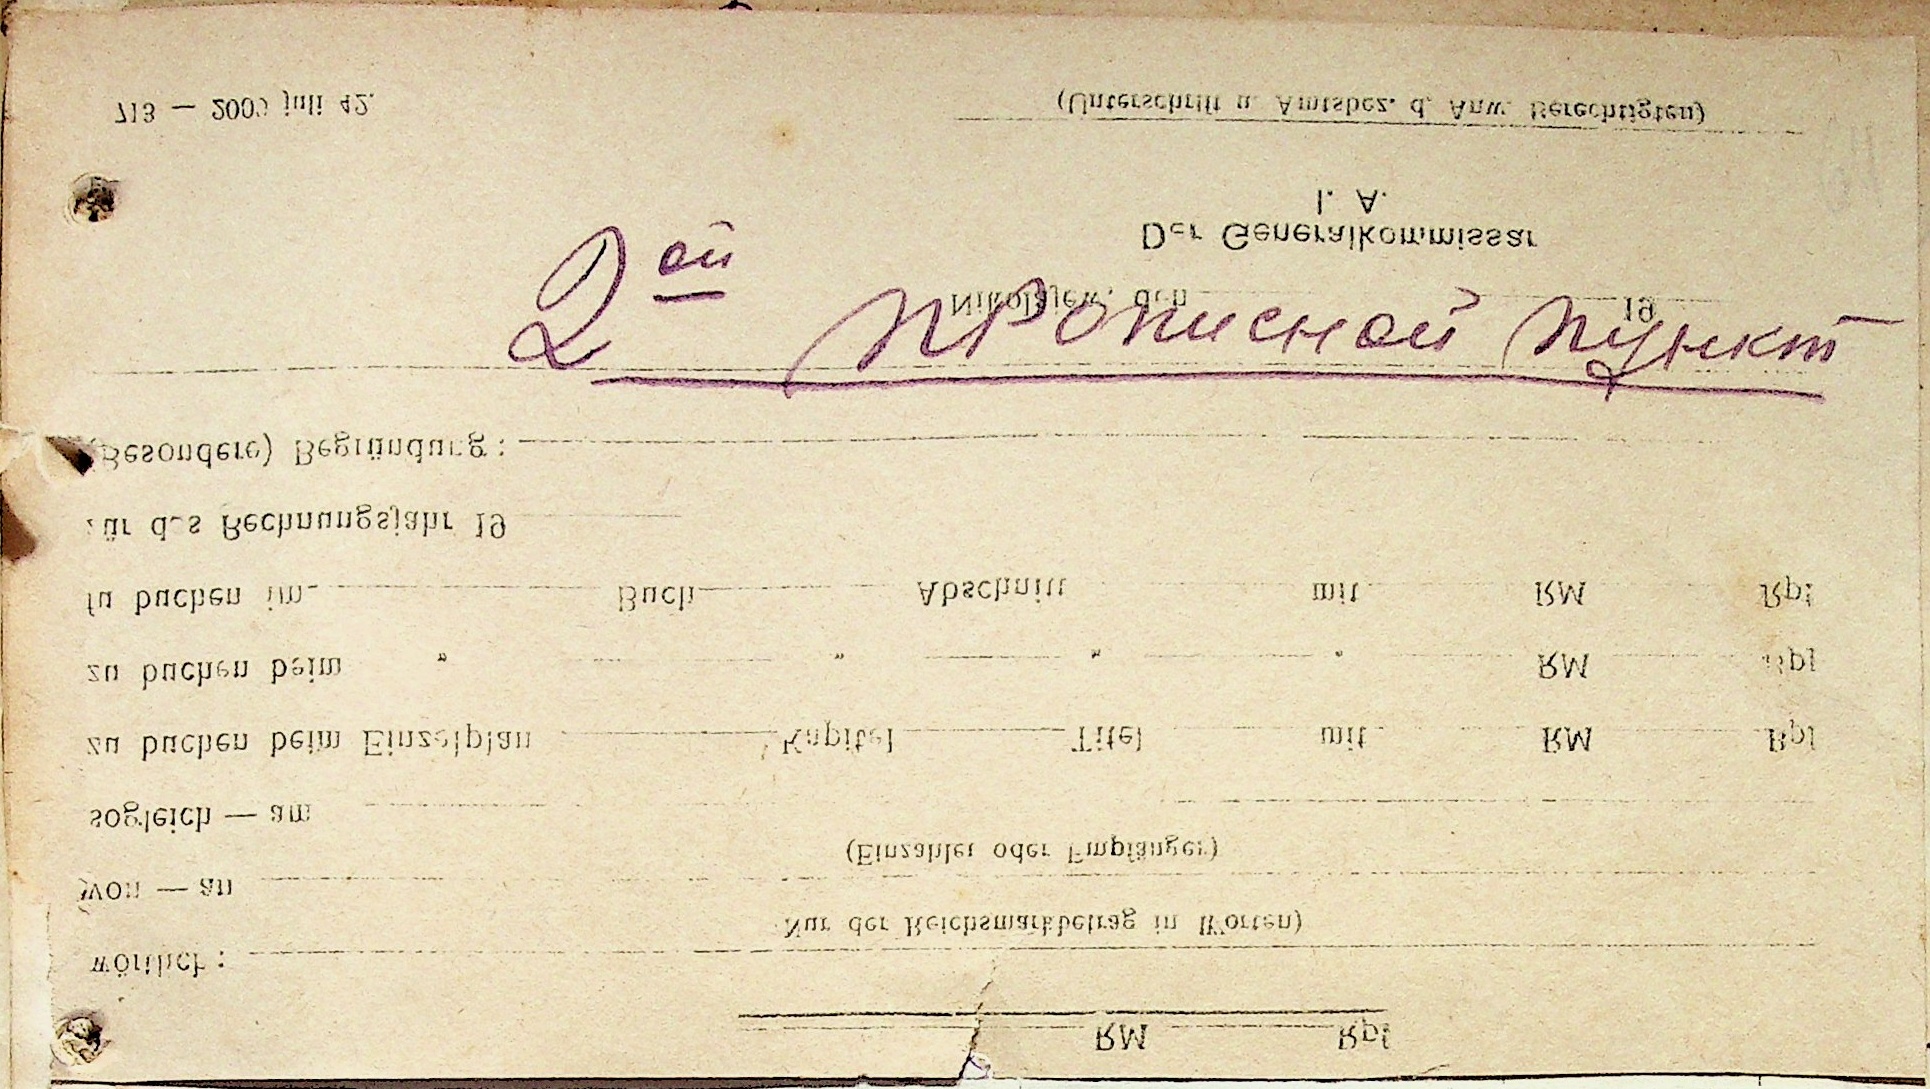 713 — 2000 juli 42.
(Unterschrift u. Amtsbez. d. Anw. Berechtigten)
I. A.
Der Generalkommissar
Nikolajew, den 19
2ой прописной пункт
(Besondere) Begründung:
für das Rechnungsjahr 19
zu buchen im Buch Abschnitt mit RM Rpf
zu buchen beim " " " " RM Rpf
zu buchen beim Einzelplan Kapitel Titel mit RM Rpf
sogleich — am
(Einzahler oder Empfänger)
von — an
Nur der Reichsmarkbetrag in Worten)
wörtlich:
RM Rpf